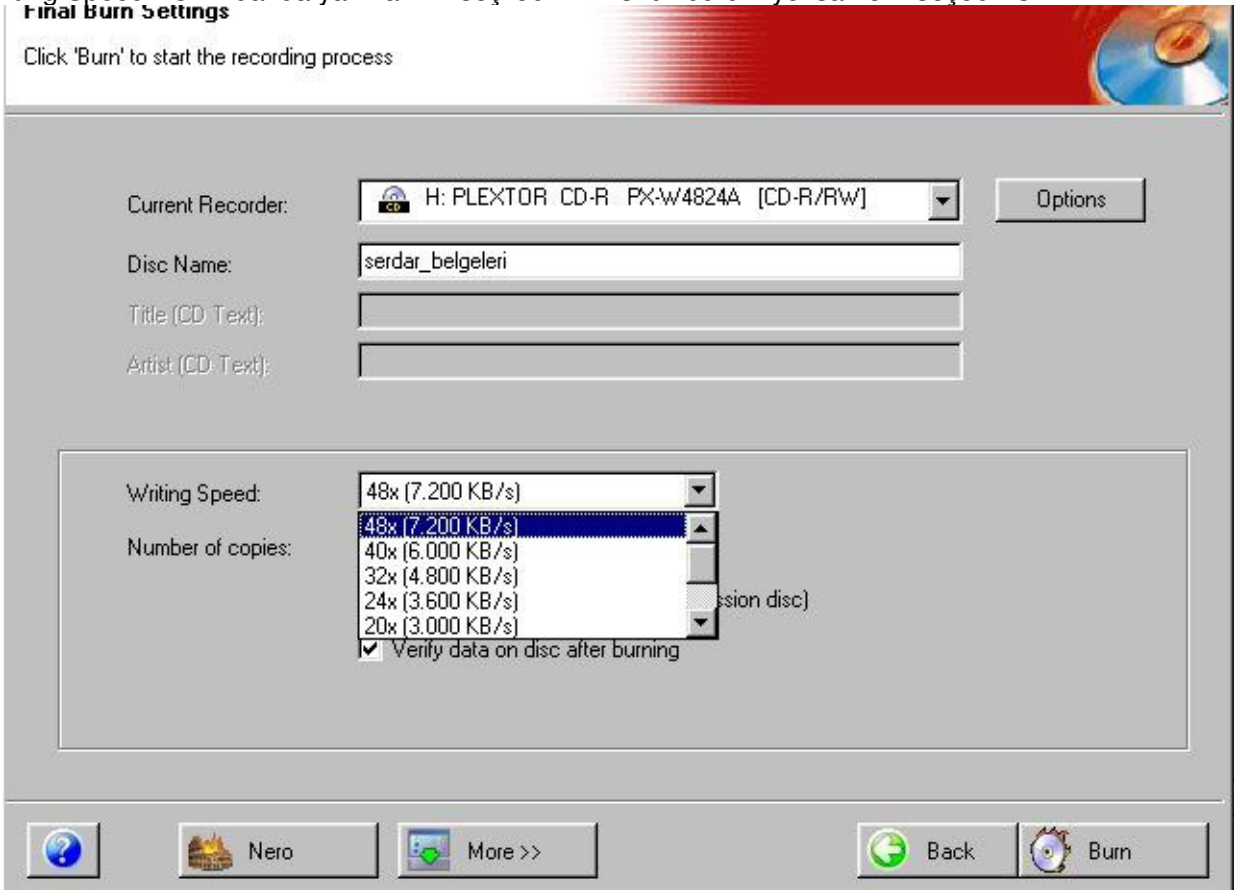 Final Burn Settings
Click 'Burn' to start the recording process
Current Recorder:
H: PLEXTOR CD-R PX-W4824A [CD-R/RW]
Options
Disc Name:
serdar_belgeleri
Title (CD Text):
Artist (CD Text):
Writing Speed:
48x (7.200 KB/s)
48x (7.200 KB/s)
Number of copies:
40x (6.000 KB/s)
32x (4.800 KB/s)
24x (3.600 KB/s)
ssion disc)
20x (3.000 KB/s)
Verify data on disc after burning
Nero
More >>
Back
Burn